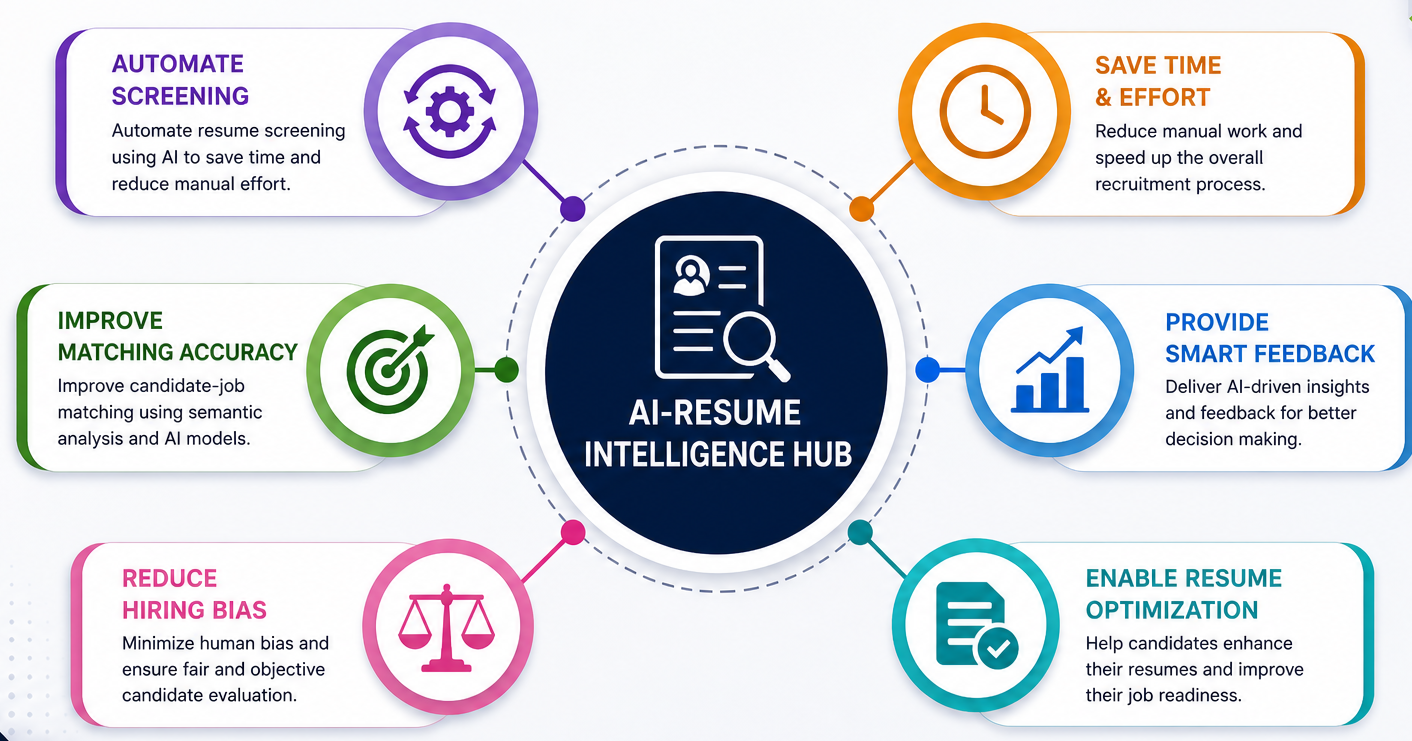 AUTOMATE
SCREENING
Automate resume screening
using AI to save time and
reduce manual effort.
SAVE TIME
& EFFORT
Reduce manual work and
speed up the overall
recruitment process.
IMPROVE
MATCHING ACCURACY
Improve candidate-job
matching using semantic
analysis and AI models.
AI-RESUME
INTELLIGENCE HUB
PROVIDE
SMART FEEDBACK
Deliver AI-driven insights
and feedback for better
decision making.
REDUCE
HIRING BIAS
Minimize human bias and
ensure fair and objective
candidate evaluation.
ENABLE RESUME
OPTIMIZATION
Help candidates enhance
their resumes and improve
their job readiness.